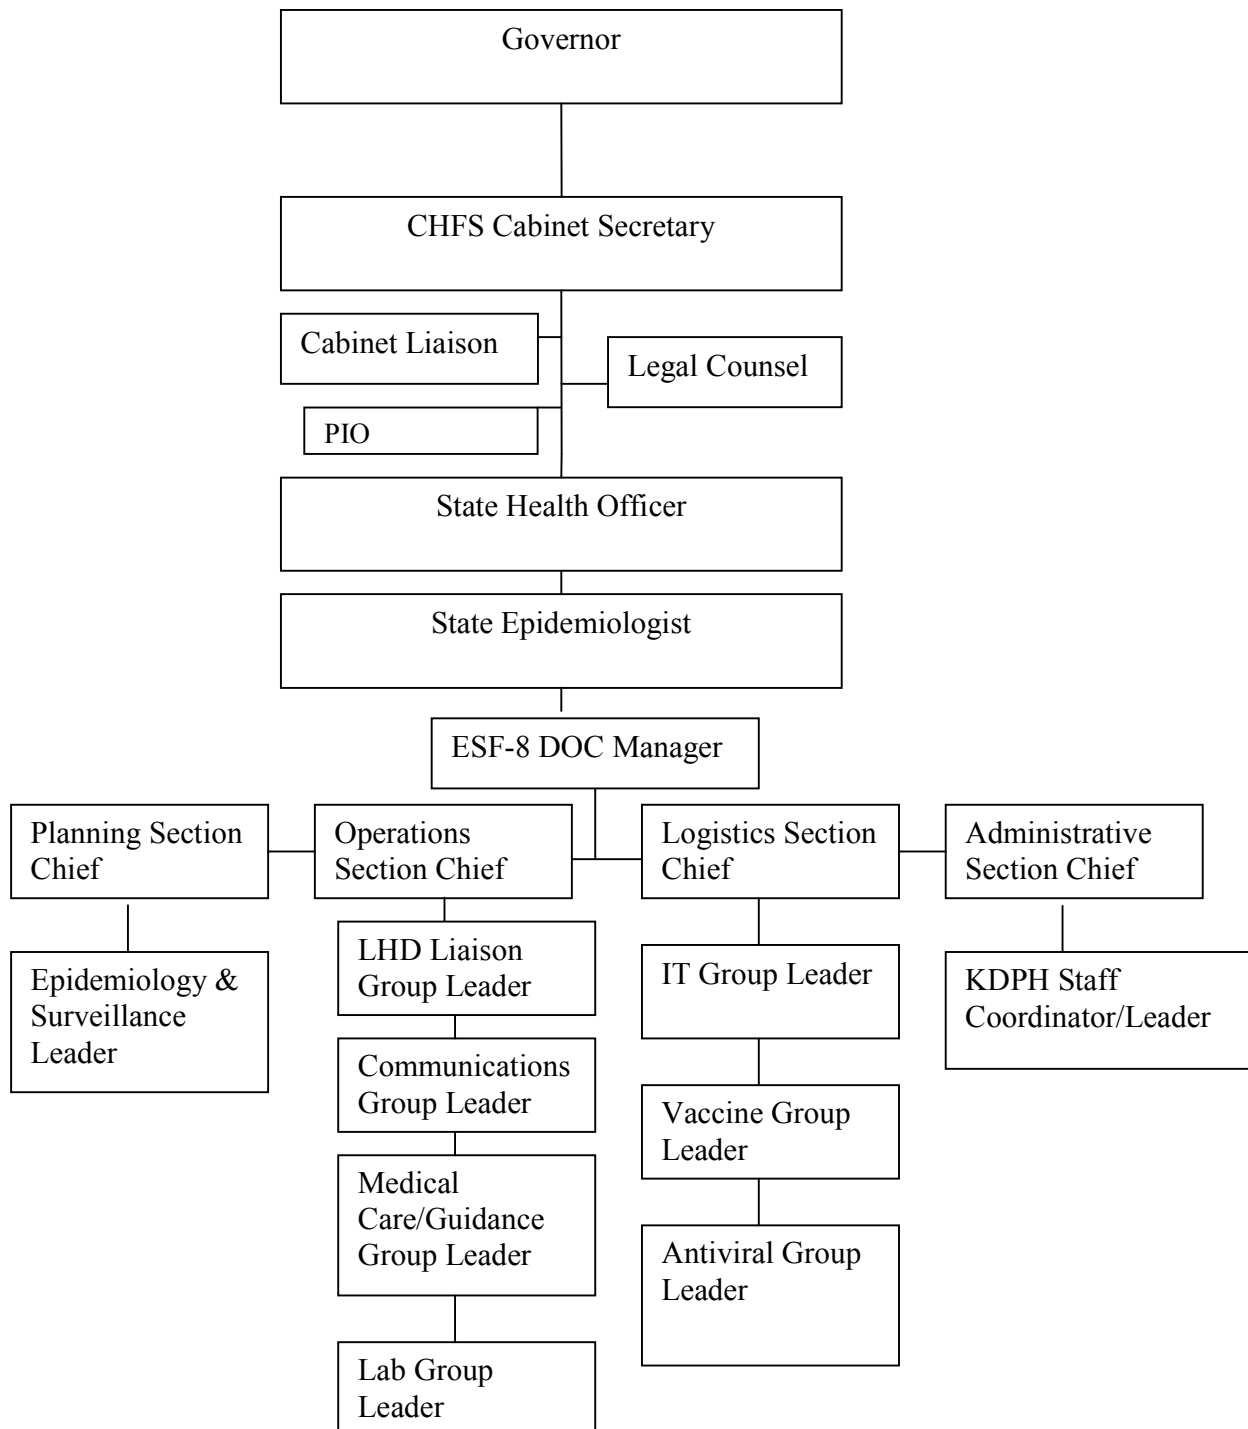 Governor
CHFS Cabinet Secretary
Cabinet Liaison
Legal Counsel
PIO
State Health Officer
State Epidemiologist
ESF-8 DOC Manager
Planning Section
Chief
Operations
Section Chief
Logistics Section
Chief
Administrative
Section Chief
Epidemiology &
Surveillance
Leader
LHD Liaison
Group Leader
Communications
Group Leader
Medical
Care/Guidance
Group Leader
Lab Group
Leader
IT Group Leader
Vaccine Group
Leader
Antiviral Group
Leader
KDPH Staff
Coordinator/Leader